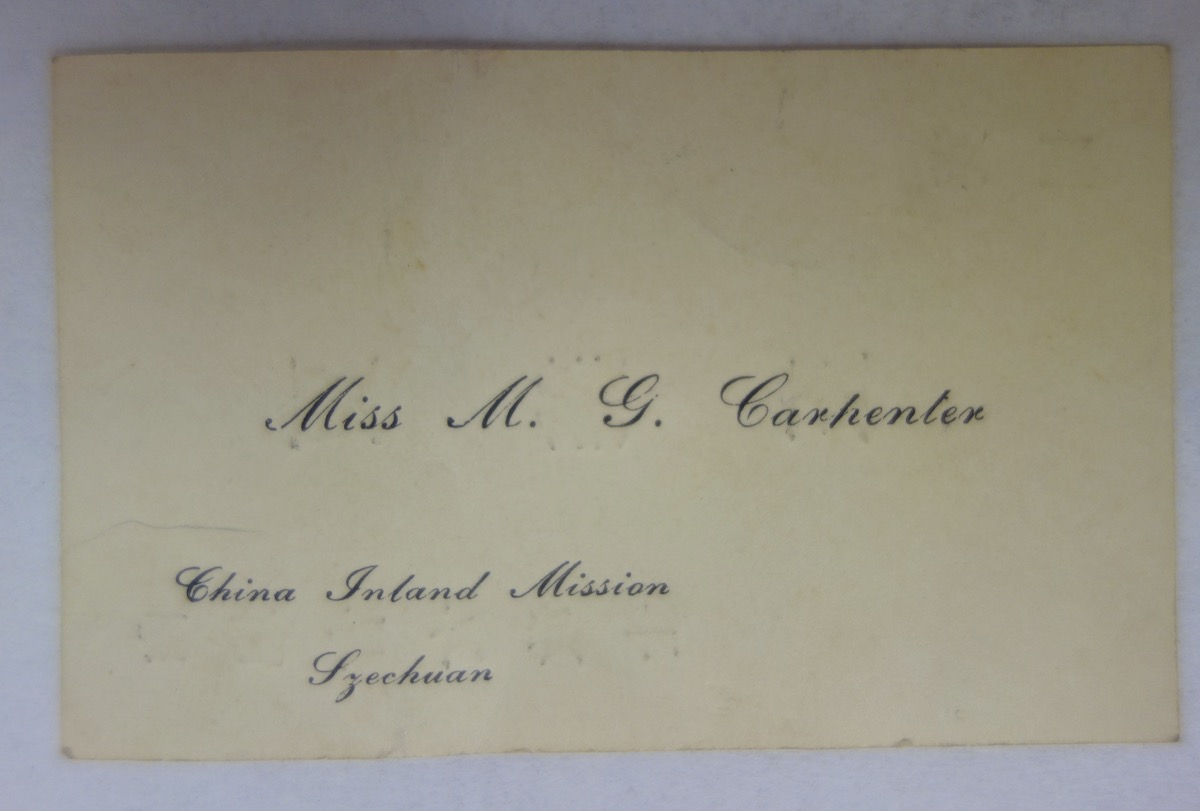 Miss M. G. Carpenter
China Inland Mission
Szechuan